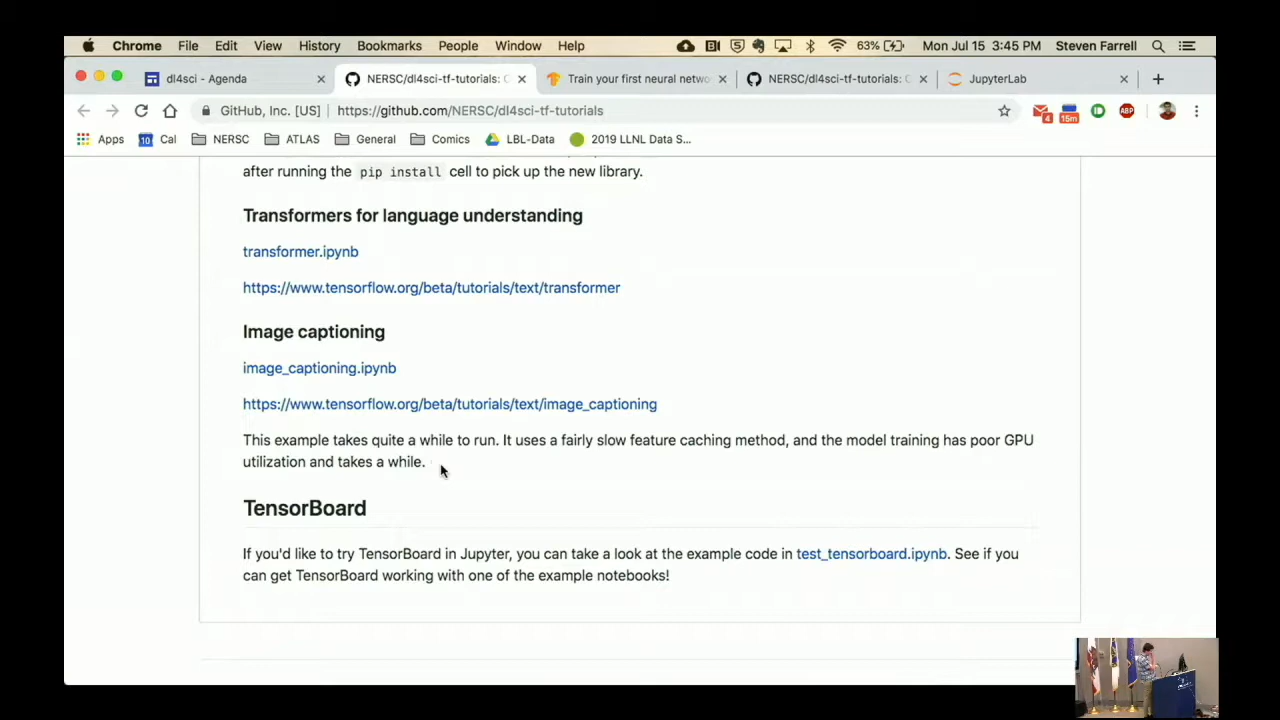 Chrome File Edit View History Bookmarks People Window Help 63% Mon Jul 15 3:45 PM Steven Farrell
dl4sci - Agenda NERSC/dl4sci-tf-tutorials: Train your first neural netwo NERSC/dl4sci-tf-tutorials: JupyterLab
GitHub, Inc. [US] https://github.com/NERSC/dl4sci-tf-tutorials 4 15m ABP
Apps 10 Cal NERSC ATLAS General Comics LBL-Data 2019 LLNL Data S...
after running the pip install cell to pick up the new library.
Transformers for language understanding
transformer.ipynb
https://www.tensorflow.org/beta/tutorials/text/transformer
Image captioning
image_captioning.ipynb
https://www.tensorflow.org/beta/tutorials/text/image_captioning
This example takes quite a while to run. It uses a fairly slow feature caching method, and the model training has poor GPU
utilization and takes a while.
TensorBoard
If you'd like to try TensorBoard in Jupyter, you can take a look at the example code in test_tensorboard.ipynb. See if you
can get TensorBoard working with one of the example notebooks!